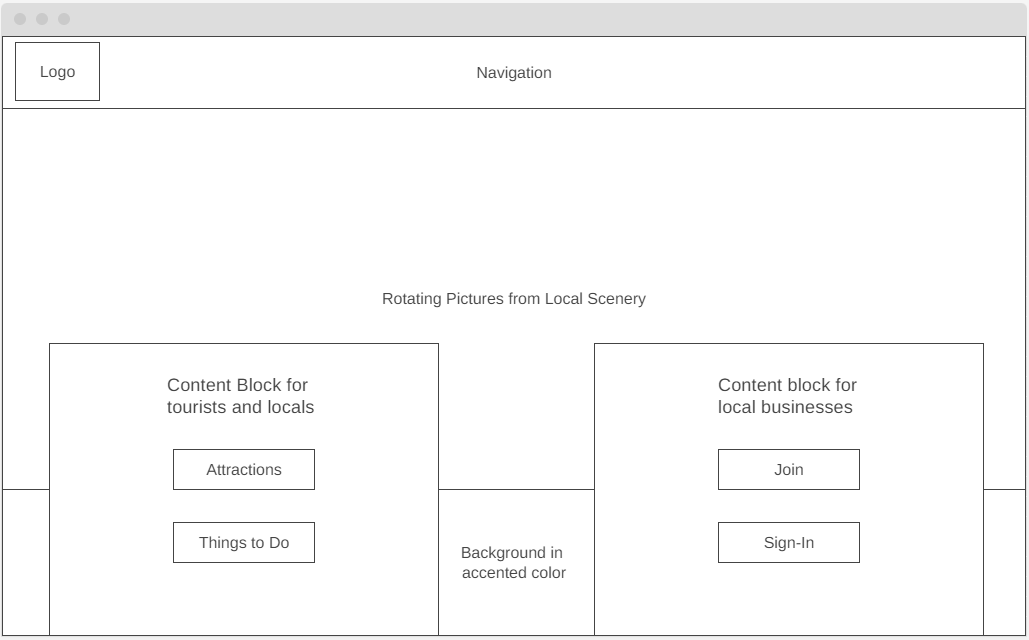 Logo
Navigation
Rotating Pictures from Local Scenery
Content Block for
tourists and locals
Attractions
Things to Do
Background in
accented color
Content block for
local businesses
Join
Sign-In